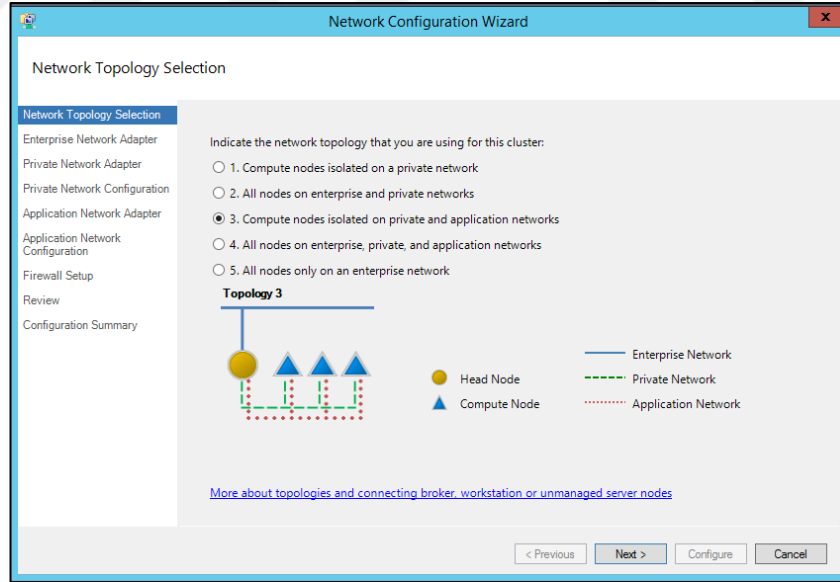 Network Configuration Wizard
x
Network Topology Selection
Network Topology Selection
Enterprise Network Adapter
Private Network Adapter
Private Network Configuration
Application Network Adapter
Application Network
Configuration
Firewall Setup
Review
Configuration Summary
Indicate the network topology that you are using for this cluster:
1. Compute nodes isolated on a private network
2. All nodes on enterprise and private networks
3. Compute nodes isolated on private and application networks
4. All nodes on enterprise, private, and application networks
5. All nodes only on an enterprise network
Topology 3
Head Node
Compute Node
Enterprise Network
Private Network
Application Network
More about topologies and connecting broker, workstation or unmanaged server nodes
< Previous
Next >
Configure
Cancel